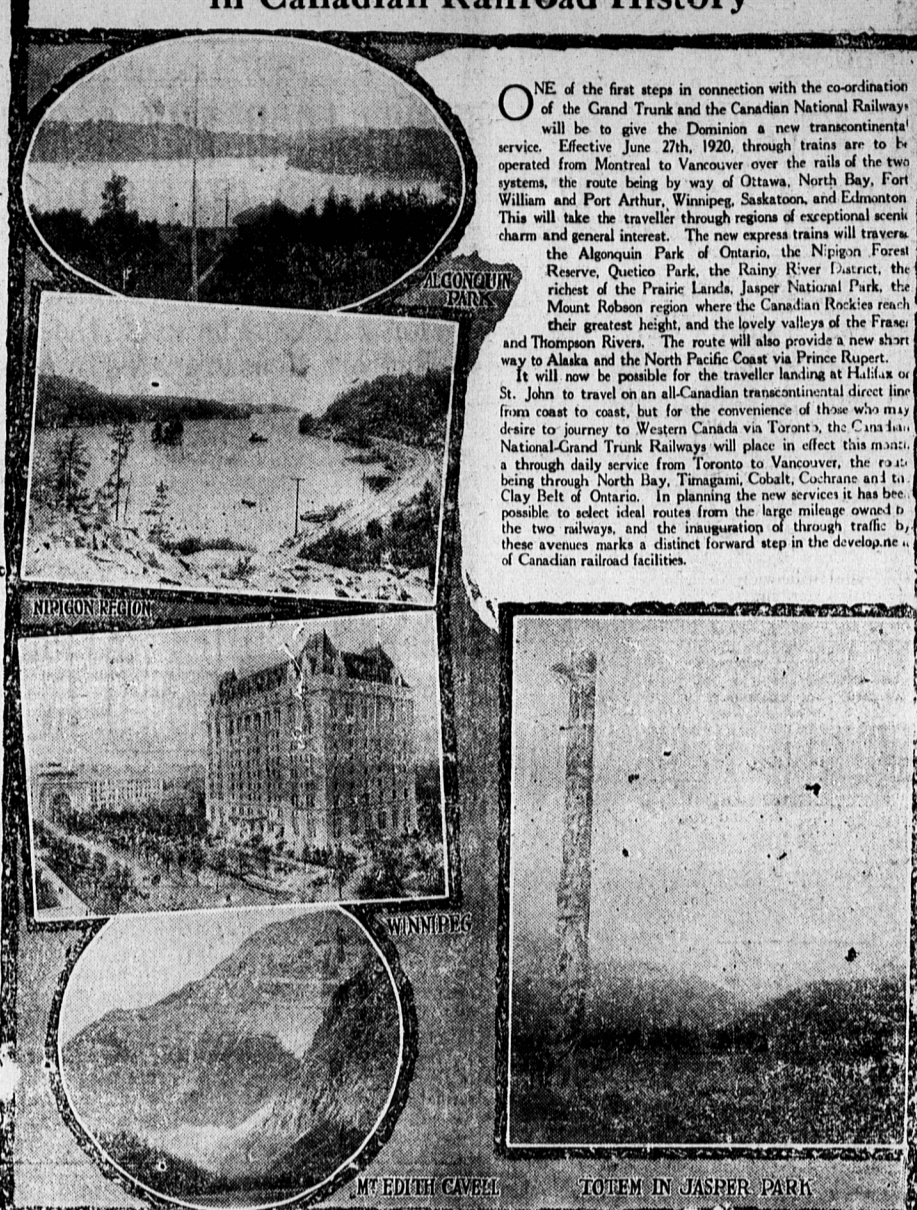 in Canadian Railroad History
ONE of the first steps in connection with the co-ordination
of the Grand Trunk and the Canadian National Railways
will be to give the Dominion a new transcontinental
service. Effective June 27th, 1920, through trains are to be
operated from Montreal to Vancouver over the rails of the two
systems, the route being by way of Ottawa, North Bay, Fort
William and Port Arthur, Winnipeg, Saskatoon, and Edmonton
This will take the traveller through regions of exceptional scenic
charm and general interest. The new express trains will traverse
the Algonquin Park of Ontario, the Nipigon Forest
Reserve, Quetico Park, the Rainy River District, the
richest of the Prairie Lands, Jasper National Park, the
Mount Robson region where the Canadian Rockies reach
their greatest height, and the lovely valleys of the Fraser
and Thompson Rivers. The route will also provide a new short
way to Alaska and the North Pacific Coast via Prince Rupert.
It will now be possible for the traveller landing at Halifax or
St. John to travel on an all-Canadian transcontinental direct line
from coast to coast, but for the convenience of those who may
desire to journey to Western Canada via Toronto, the Canadian
National-Grand Trunk Railways will place in effect this month
a through daily service from Toronto to Vancouver, the route
being through North Bay, Timagami, Cobalt, Cochrane and
Clay Belt of Ontario. In planning the new services it has
possible to select ideal routes from the large mileage owned
the two railways, and the inauguration of through traffic
these avenues marks a distinct forward step in the
of Canadian railroad facilities.
ALGONQUIN
PARK
NIPIGON REGION
WINNIPEG
MT EDITH CAVELL
TOTEM IN JASPER PARK